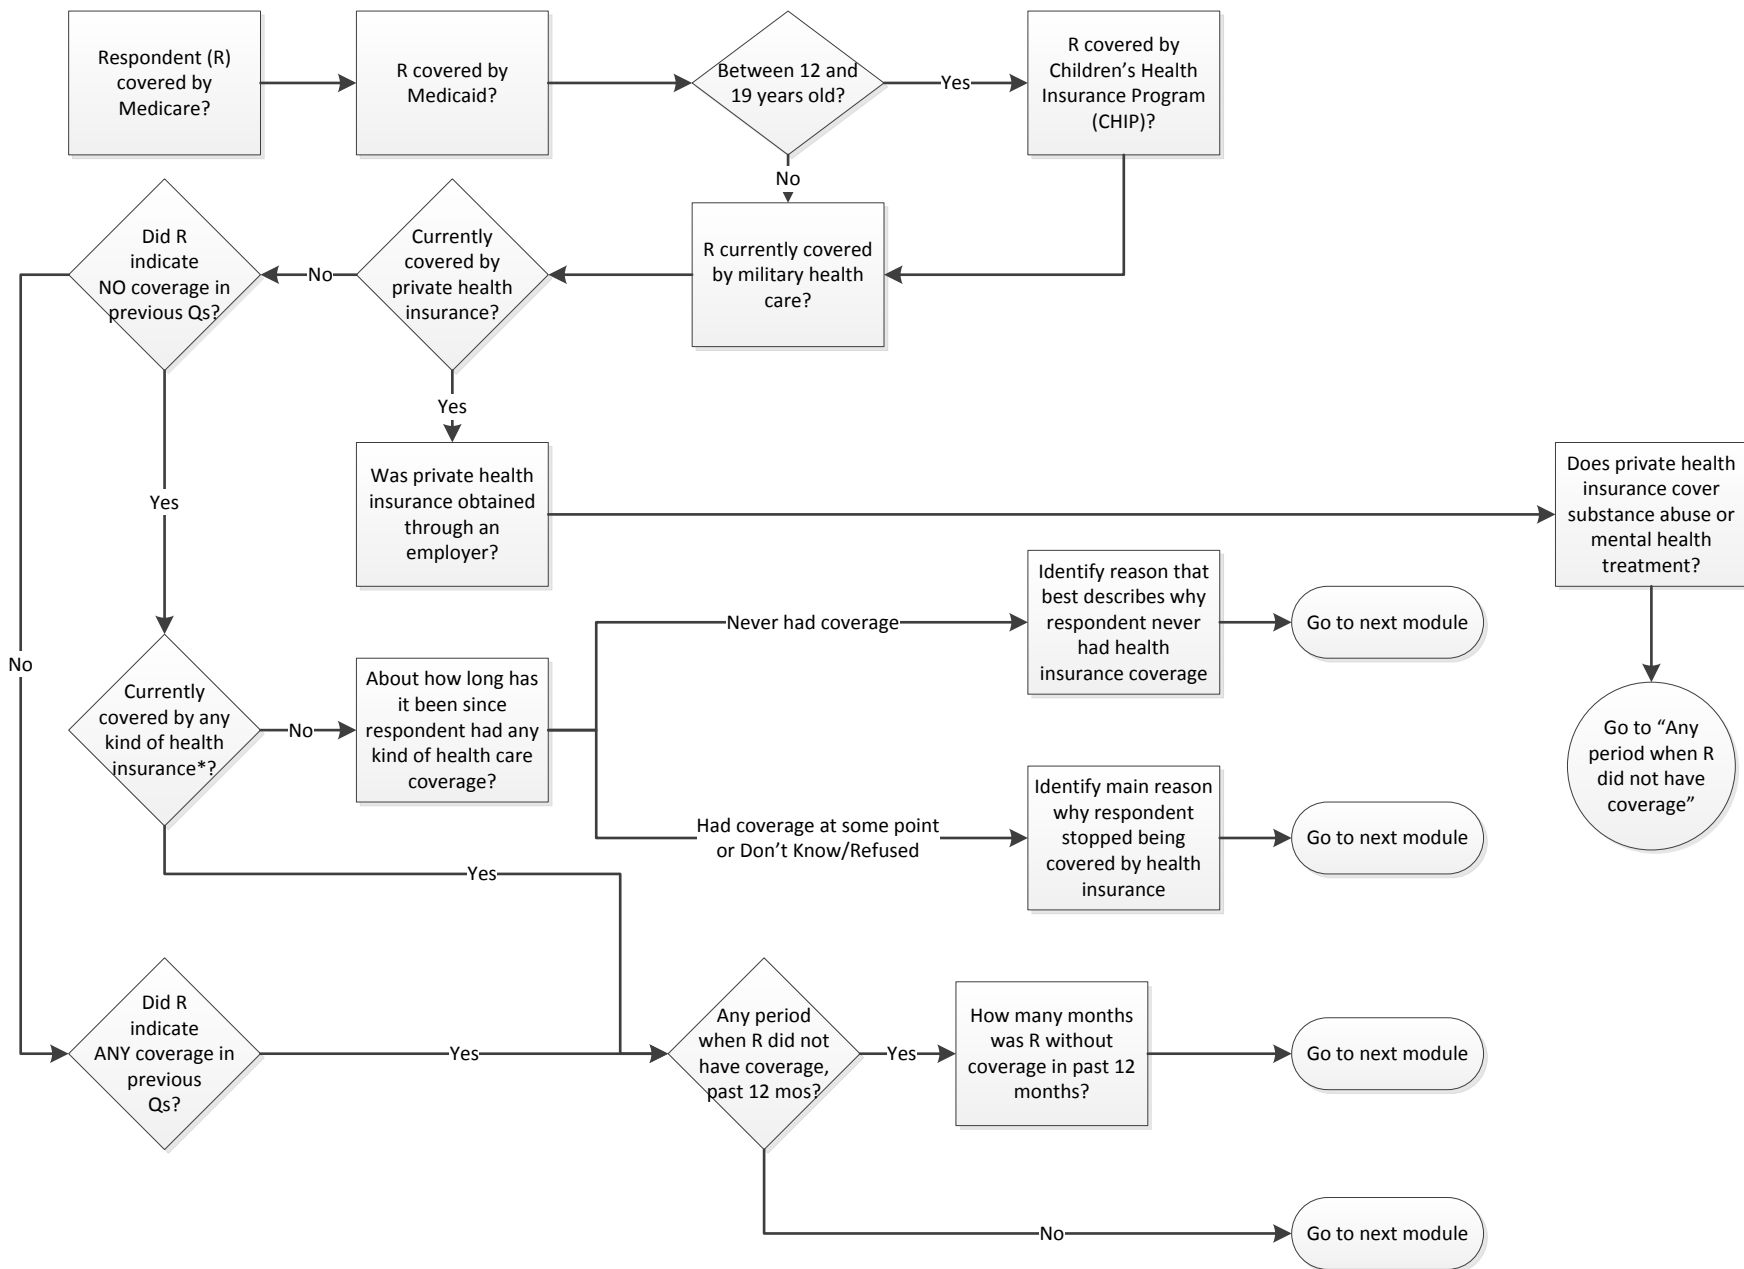 Respondent (R)
covered by
Medicare?
R covered by
Medicaid?
Between 12 and
19 years old?
Yes
R covered by
Children’s Health
Insurance Program
(CHIP)?
No
Did R
indicate
NO coverage in
previous Qs?
No
Currently
covered by
private health
insurance?
R currently covered
by military health
care?
Yes
Yes
Was private health
insurance obtained
through an
employer?
Does private health
insurance cover
substance abuse or
mental health
treatment?
No
Currently
covered by any
kind of health
insurance*?
No
About how long has
it been since
respondent had any
kind of health care
coverage?
Never had coverage
Identify reason that
best describes why
respondent never
had health
insurance coverage
Go to next module
Go to “Any
period when R
did not have
coverage”
Had coverage at some point
or Don’t Know/Refused
Identify main reason
why respondent
stopped being
covered by health
insurance
Go to next module
Yes
Did R
indicate
ANY coverage in
previous
Qs?
Yes
Any period
when R did not
have coverage,
past 12 mos?
Yes
How many months
was R without
coverage in past 12
months?
Go to next module
No
Go to next module